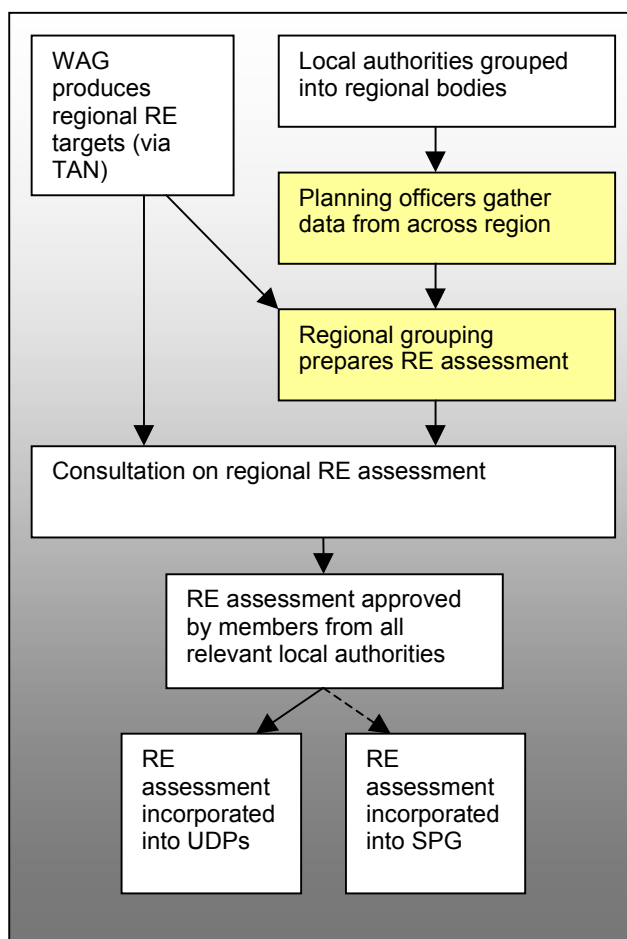 WAG
produces
regional RE
targets (via
TAN)
Local authorities grouped
into regional bodies
Planning officers gather
data from across region
Regional grouping
prepares RE assessment
Consultation on regional RE assessment
RE assessment approved
by members from all
relevant local authorities
RE
assessment
incorporated
into UDPs
RE
assessment
incorporated
into SPG